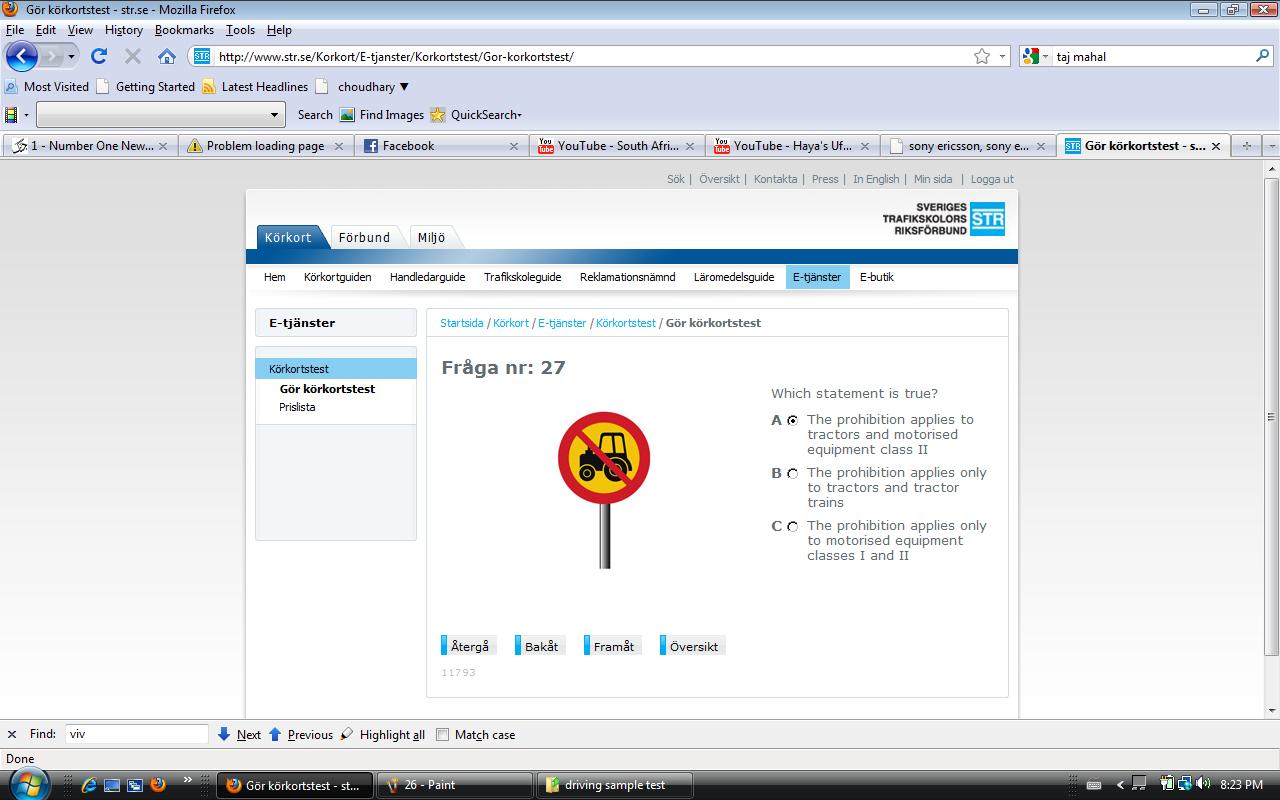 Gör körkortstest - str.se - Mozilla Firefox
File Edit View History Bookmarks Tools Help
STR http://www.str.se/Korkort/E-tjanster/Korkortstest/Gor-korkortstest/ taj mahal
Most Visited Getting Started Latest Headlines choudhary
Search Find Images QuickSearch
1 - Number One New... Problem loading page Facebook YouTube - South Afri... YouTube - Haya's Uf... sony ericsson, sony e... Gör körkortstest - s...
Sök | Översikt | Kontakta | Press | In English | Min sida | Logga ut
SVERIGES
TRAFIKSKOLORS
RIKSFÖRBUND
STR
Körkort Förbund Miljö
Hem Körkortguiden Handledarguide Trafikskoleguide Reklamationsnämnd Läromedelsguide E-tjänster E-butik
E-tjänster
Körkortstest
Gör körkortstest
Prislista
Startsida / Körkort / E-tjänster / Körkortstest / Gör körkortstest
Fråga nr: 27
Which statement is true?
A The prohibition applies to
tractors and motorised
equipment class II
B The prohibition applies only
to tractors and tractor
trains
C The prohibition applies only
to motorised equipment
classes I and II
Återgå Bakåt Framåt Översikt
11793
Find: viv Next Previous Highlight all Match case
Done
Gör körkortstest - st... 26 - Paint driving sample test 8:23 PM